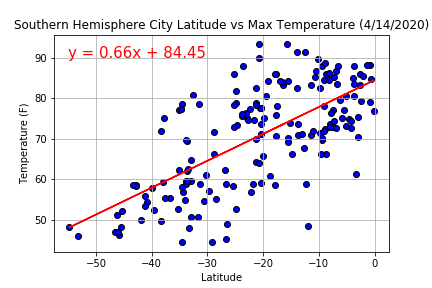 Southern Hemisphere City Latitude vs Max Temperature (4/14/2020)
y = 0.66x + 84.45
90
80
70
60
50
Temperature (F)
−50 −40 −30 −20 −10 0
Latitude